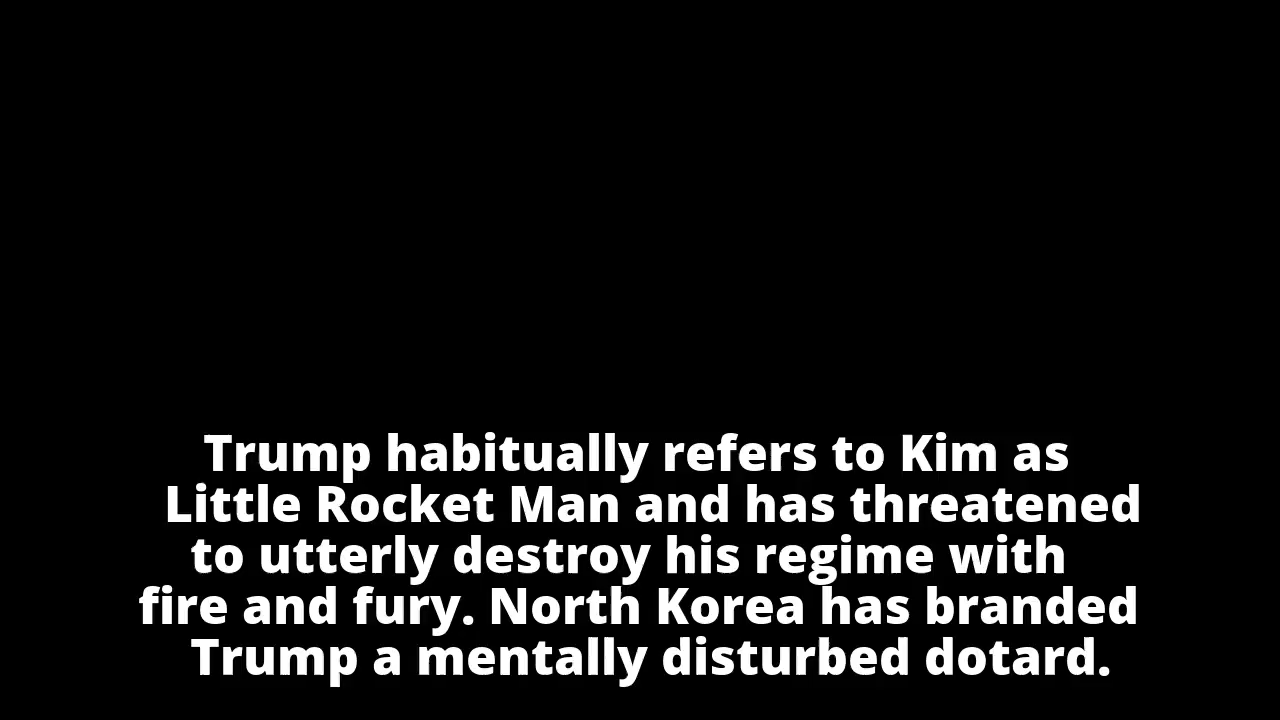 Trump habitually refers to Kim as
Little Rocket Man and has threatened
to utterly destroy his regime with
fire and fury. North Korea has branded
Trump a mentally disturbed dotard.